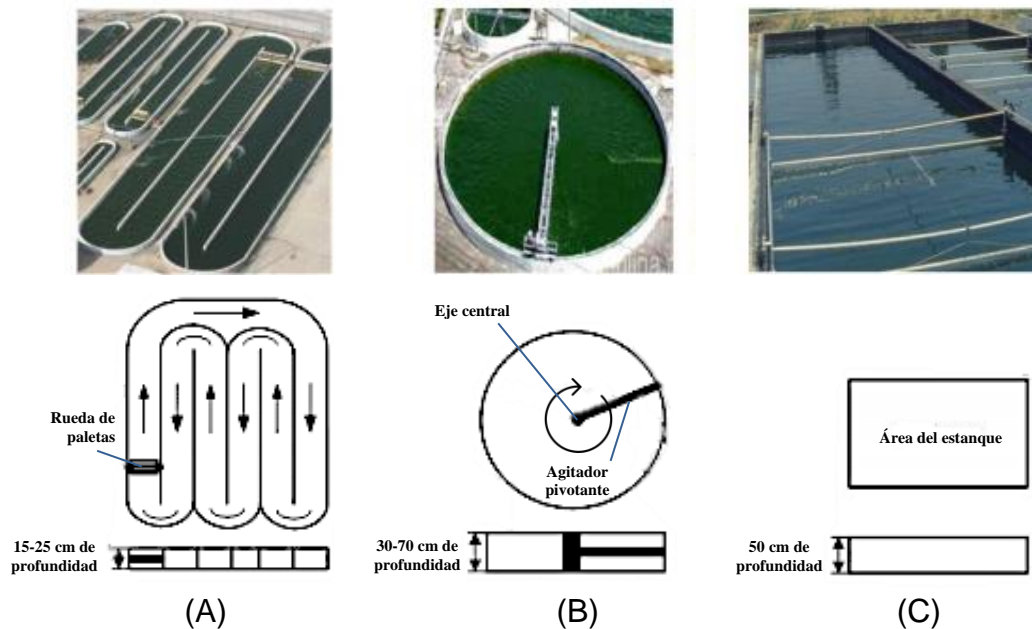 Eje central
Rueda de
paletas
Agitador
pivotante
Área del estanque
15-25 cm de
profundidad
30-70 cm de
profundidad
50 cm de
profundidad
(A)
(B)
(C)